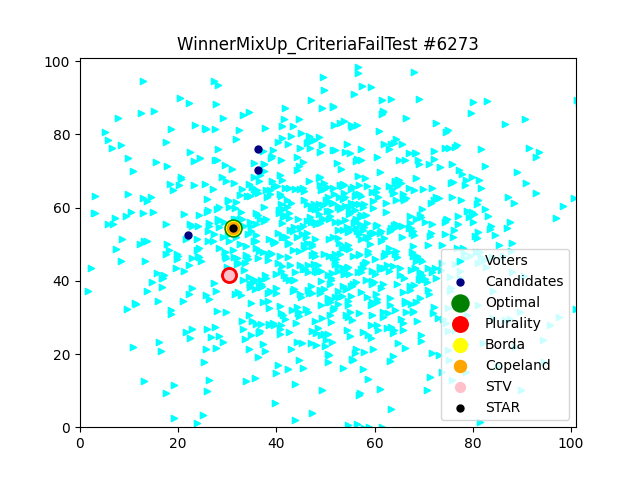 WinnerMixUp_CriteriaFailTest #6273
100
80
60
40
20
0
0 20 40 60 80 100
Voters
Candidates
Optimal
Plurality
Borda
Copeland
STV
STAR